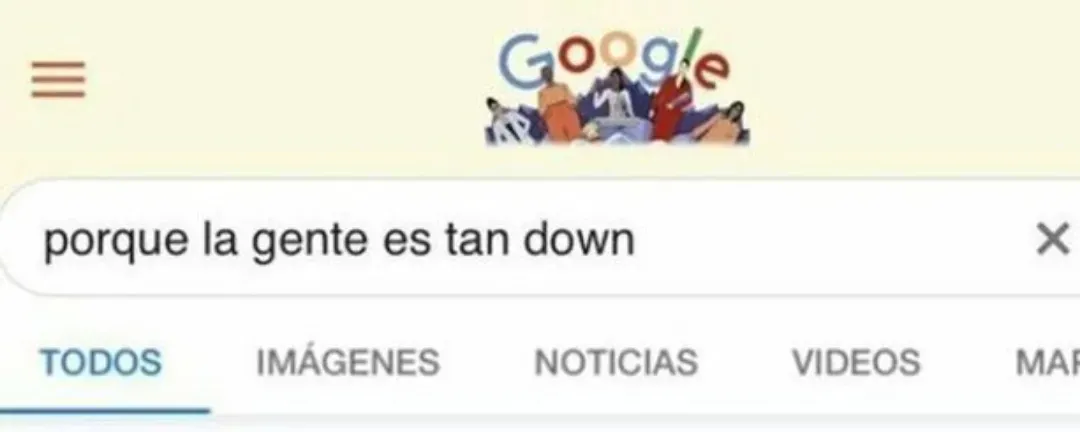 Google
porque la gente es tan down
TODOS IMÁGENES NOTICIAS VIDEOS